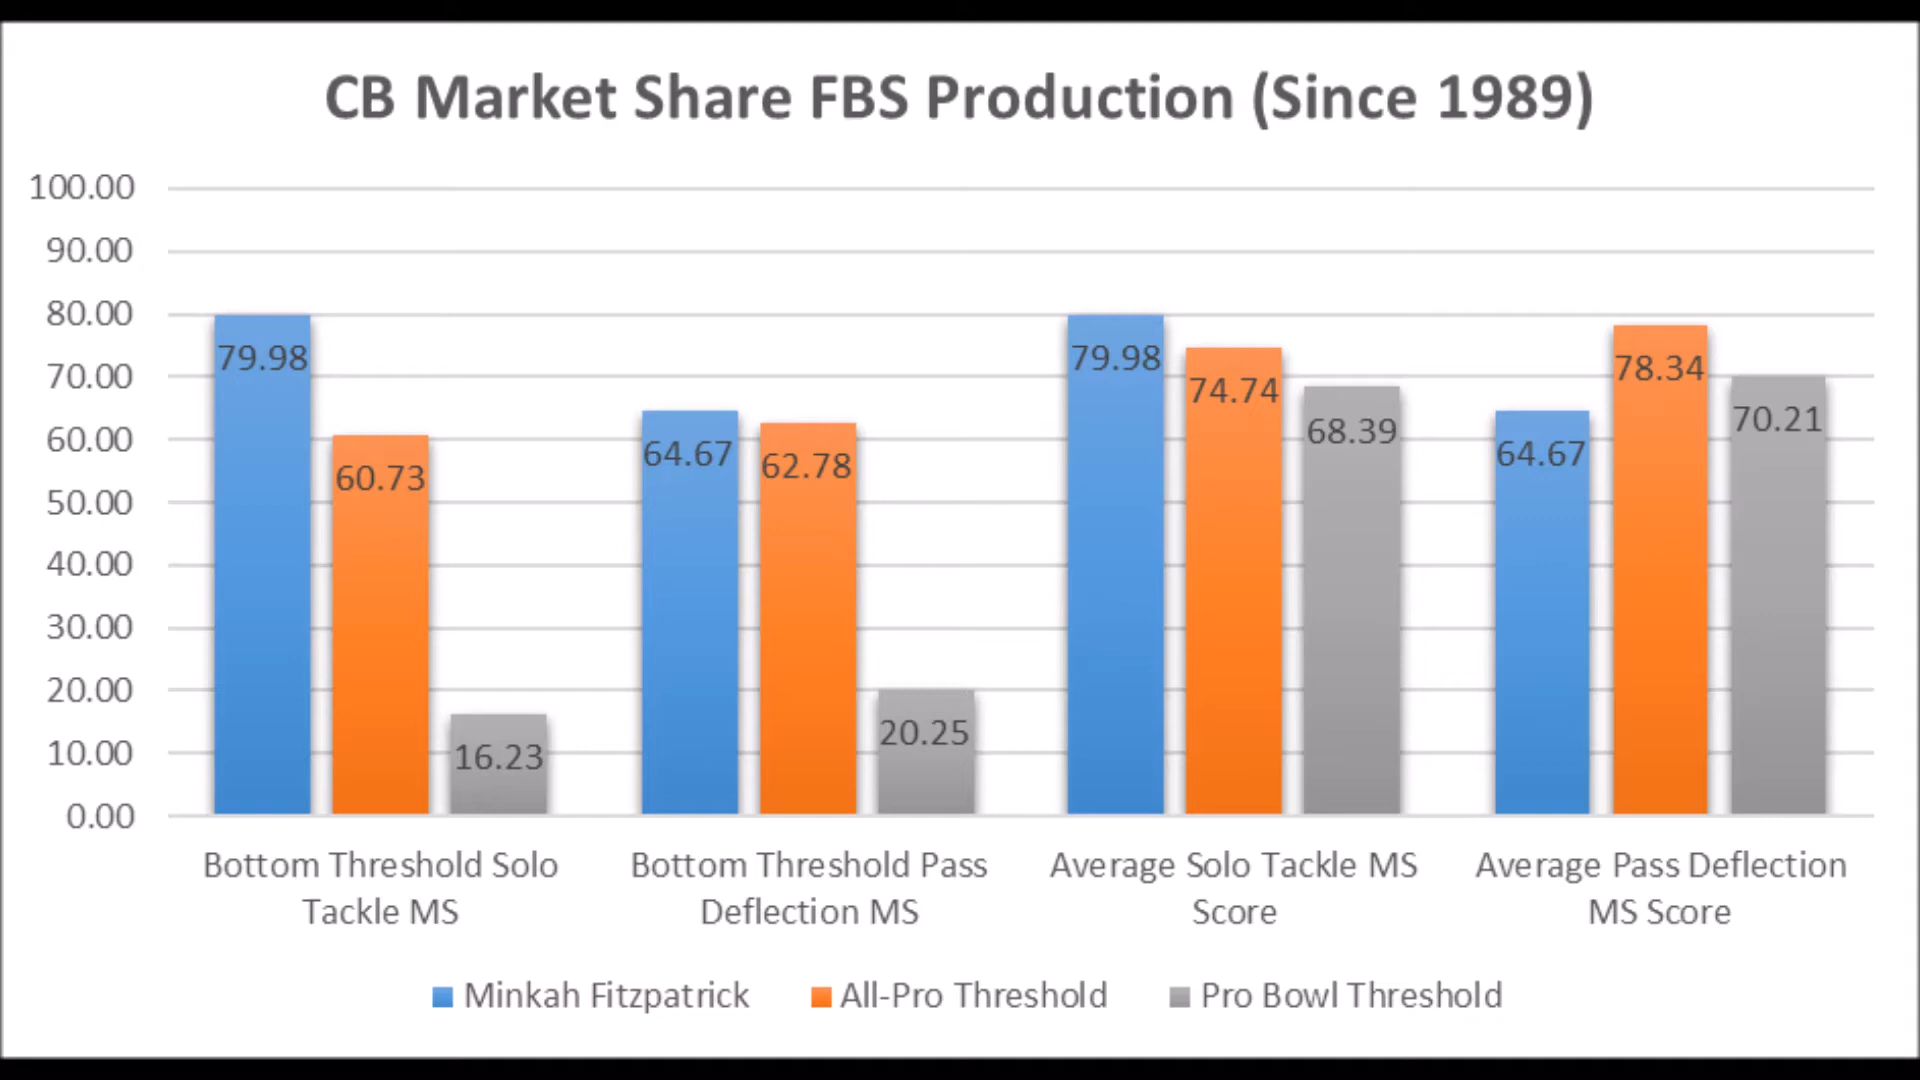 CB Market Share FBS Production (Since 1989)
100.00
90.00
80.00
70.00
60.00
50.00
40.00
30.00
20.00
10.00
0.00
79.98
60.73
16.23
64.67
62.78
20.25
79.98
74.74
68.39
64.67
78.34
70.21
Bottom Threshold Solo
Tackle MS
Bottom Threshold Pass
Deflection MS
Average Solo Tackle MS
Score
Average Pass Deflection
MS Score
Minkah Fitzpatrick
All-Pro Threshold
Pro Bowl Threshold